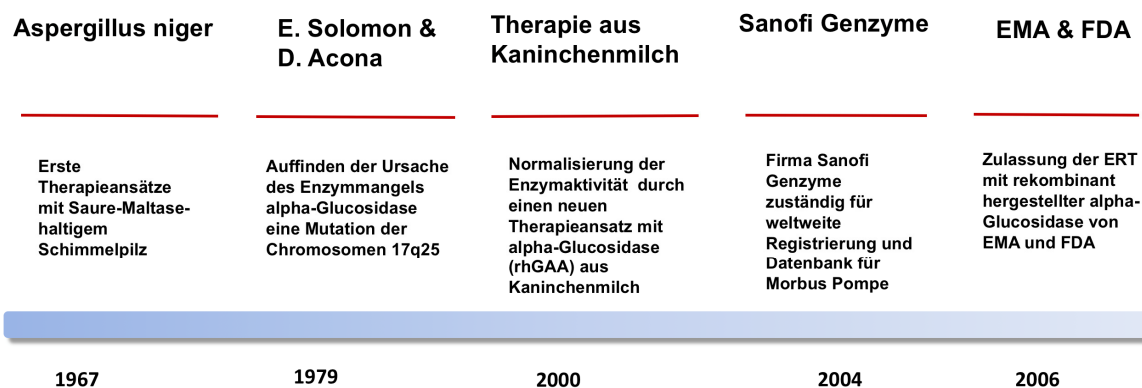 Aspergillus niger
E. Solomon &
D. Acona
Therapie aus
Kaninchenmilch
Sanofi Genzyme
EMA & FDA
Erste
Therapieansätze
mit Saure-Maltase-
haltigem
Schimmelpilz
Auffinden der Ursache
des Enzymmangels
alpha-Glucosidase
eine Mutation der
Chromosomen 17q25
Normalisierung der
Enzymaktivität durch
einen neuen
Therapieansatz mit
alpha-Glucosidase
(rhGAA) aus
Kaninchenmilch
Firma Sanofi
Genzyme
zuständig für
weltweite
Registrierung und
Datenbank für
Morbus Pompe
Zulassung der ERT
mit rekombinant
hergestellter alpha-
Glucosidase von
EMA und FDA
1967
1979
2000
2004
2006